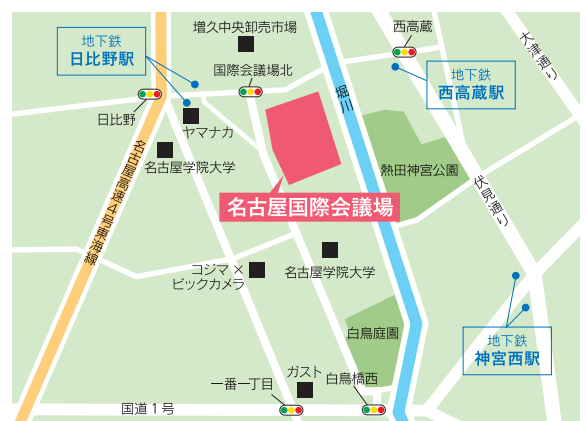 増久中央卸売市場
西高蔵
大津通り
地下鉄
日比野駅
国際会議場北
地下鉄
西高蔵駅
堀川
日比野
ヤマナカ
名古屋学院大学
熱田神宮公園
名古屋高速4号東海線
伏見通り
名古屋国際会議場
コジマ×
ビックカメラ
名古屋学院大学
白鳥庭園
地下鉄
神宮西駅
ガスト
一番一丁目
白鳥橋西
国道1号